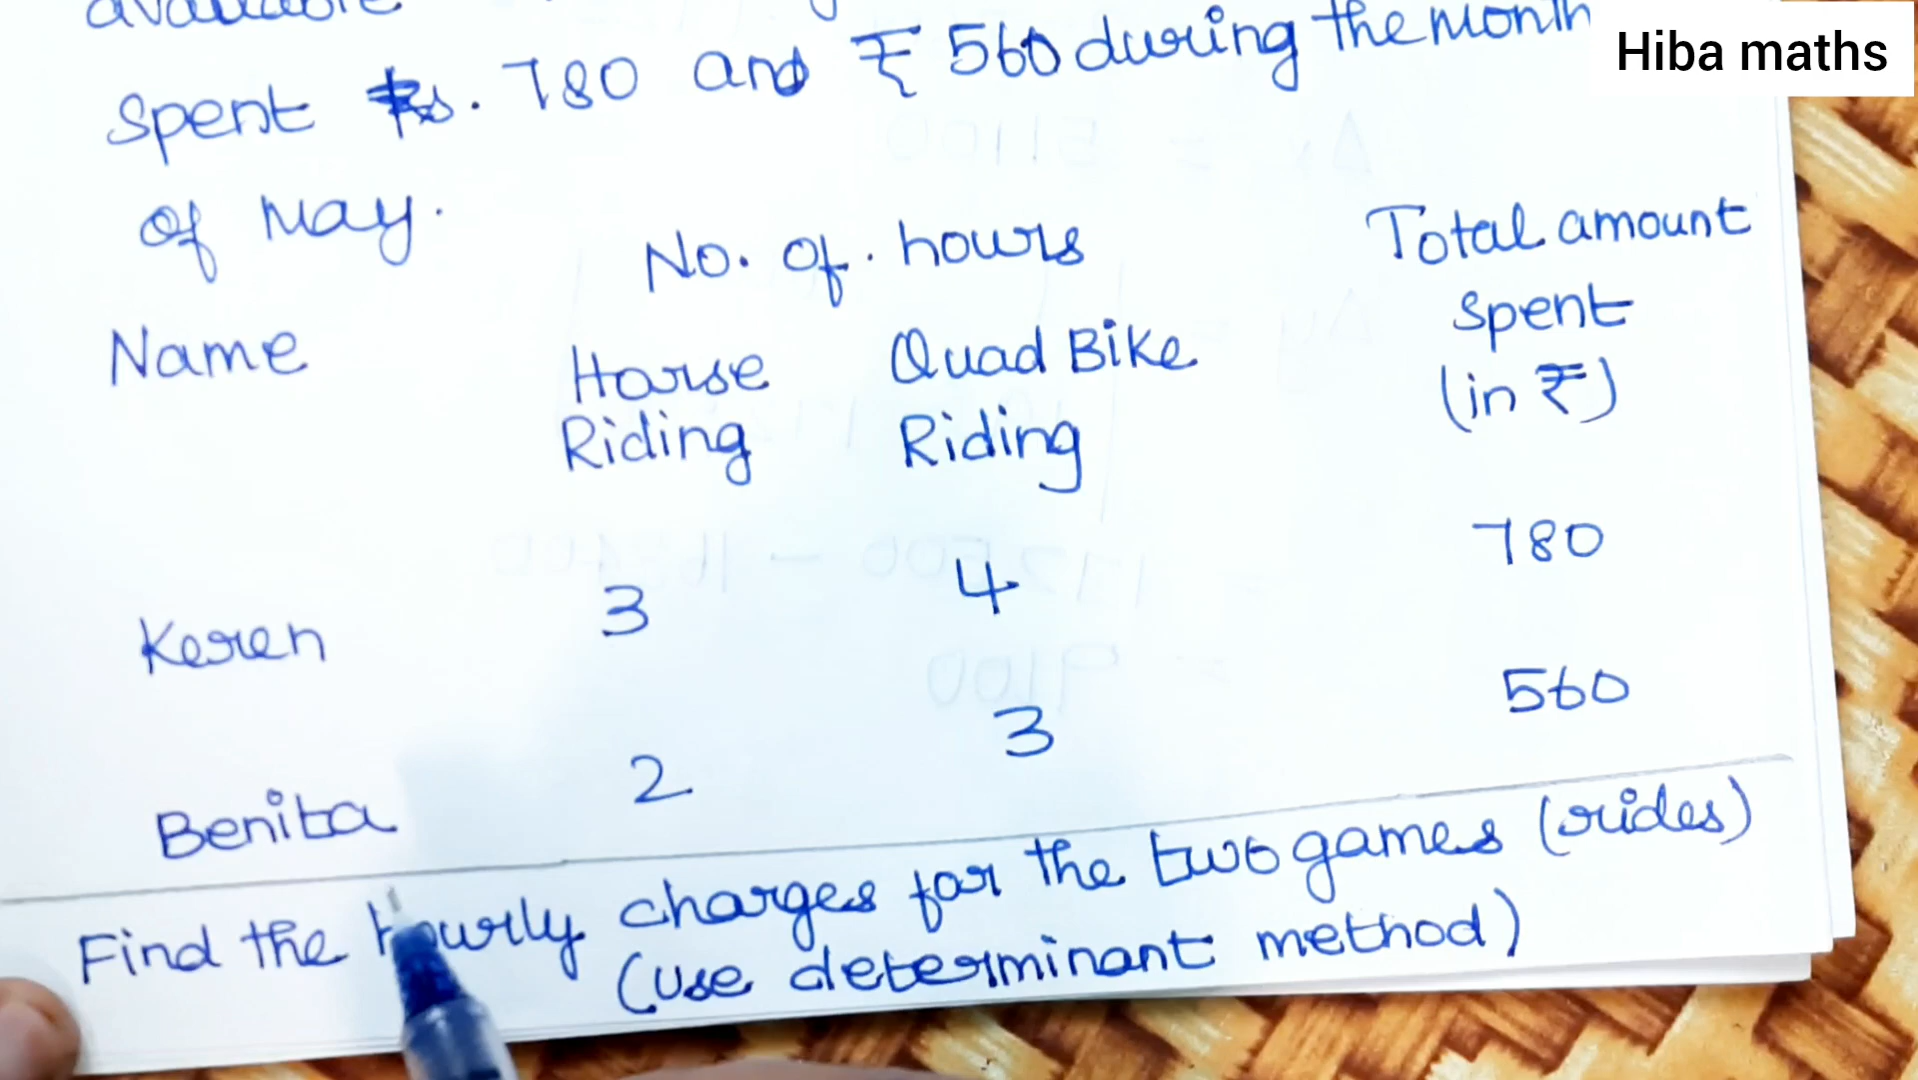 available
Hiba maths
spent Rs. 780 and ₹ 560 during the month
of May.
No. of. hours
Total amount
spent
(in ₹)
Name
Horse
Riding
Quad Bike
Riding
Keren 3 4 780
Benita 2 3 560
Find the hourly charges for the two games (rides)
(use determinant method)